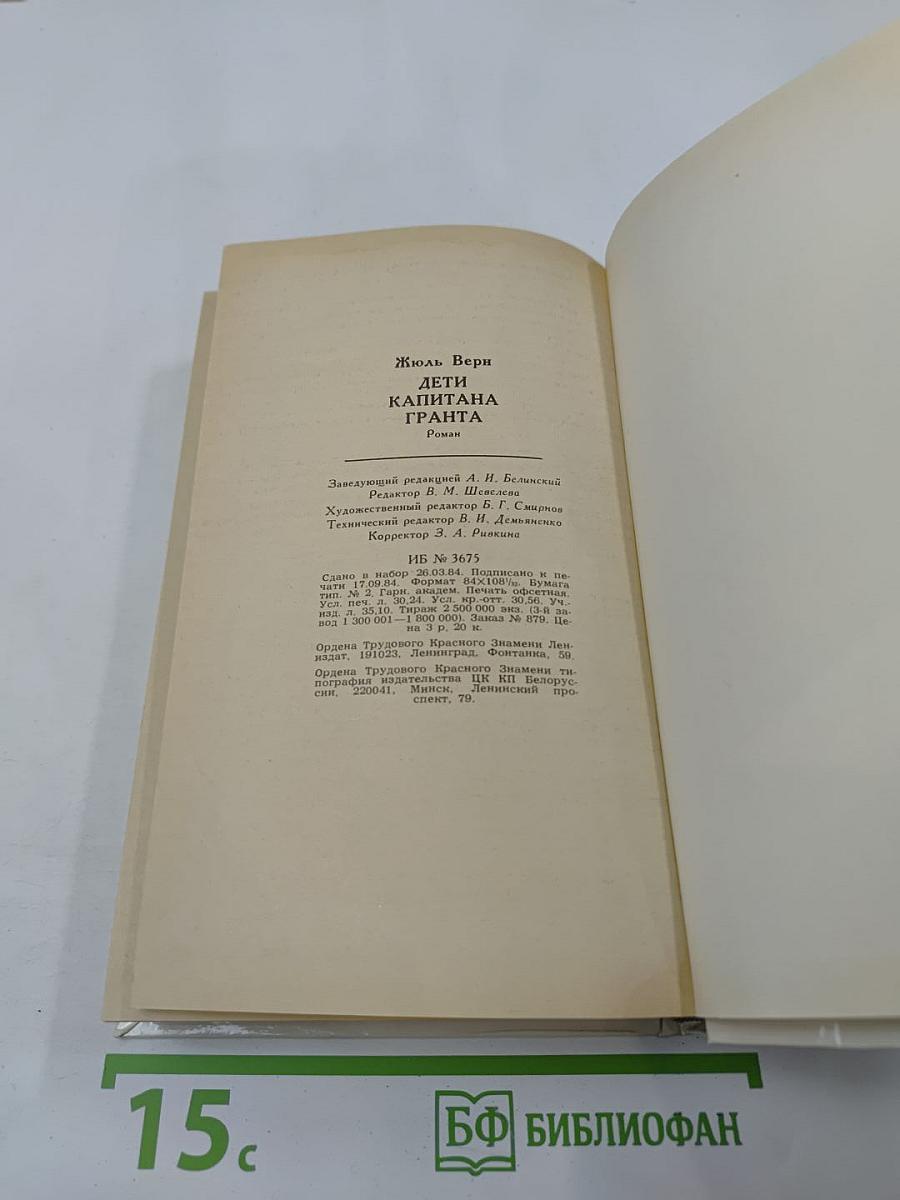 Жюль Верн
ДЕТИ
КАПИТАНА
ГРАНТА
Роман
Заведующий редакцией А. И. Белинский
Редактор В. М. Шевелева
Художественный редактор Б. Г. Смирнов
Технический редактор В. И. Демьяненко
Корректор З. А. Ривкина
ИБ № 3675
Сдано в набор 26.03.84. Подписано к пе-
чати 17.09.84. Формат 84×108¹/₃₂. Бумага
тип. № 2. Гарн. академ. Печать офсетная.
Усл. печ. л. 30,24. Усл. кр.-отт. 30,56. Уч.-
изд. л. 35,10. Тираж 2 500 000 экз. (3-й за-
вод 1 300 001—1 800 000). Заказ № 879. Це-
на 3 р. 20 к.
Ордена Трудового Красного Знамени Лен-
издат, 191023, Ленинград, Фонтанка, 59.
Ордена Трудового Красного Знамени ти-
пография издательства ЦК КП Белорус-
сии, 220041, Минск, Ленинский про-
спект, 79.
15 с
БФ БИБЛИОФАН